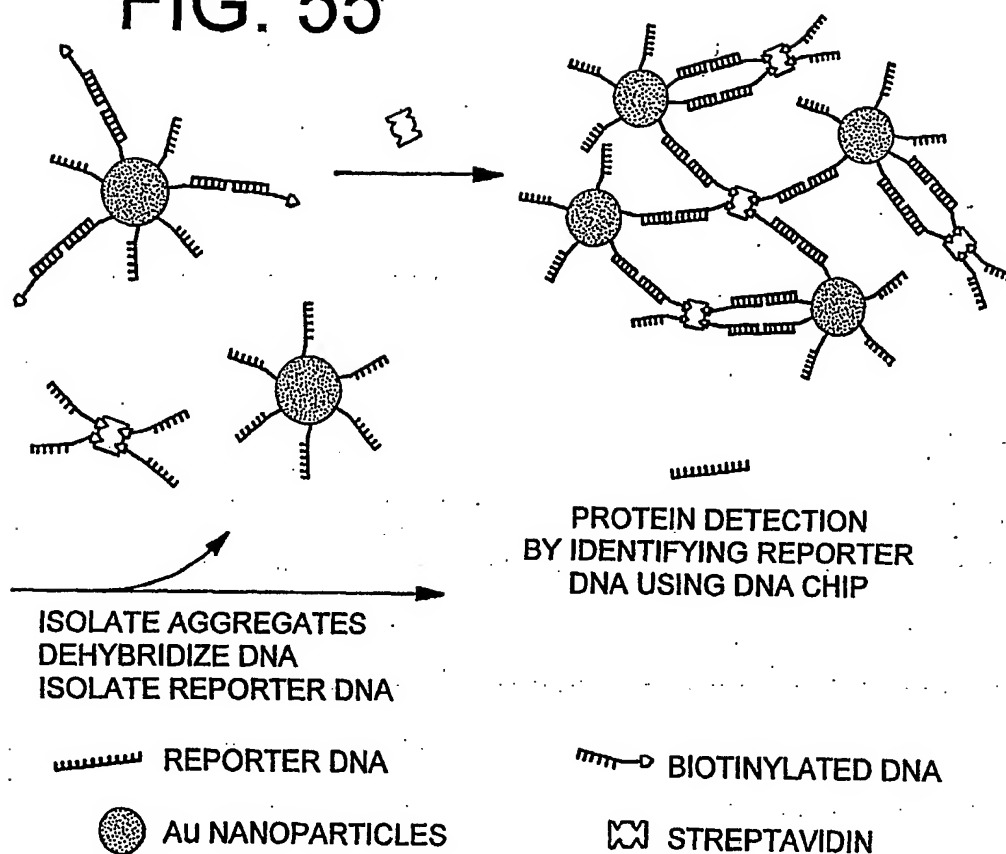 FIG. 55
PROTEIN DETECTION
BY IDENTIFYING REPORTER
DNA USING DNA CHIP
ISOLATE AGGREGATES
DEHYBRIDIZE DNA
ISOLATE REPORTER DNA
REPORTER DNA
BIOTINYLATED DNA
Au NANOPARTICLES
STREPTAVIDIN